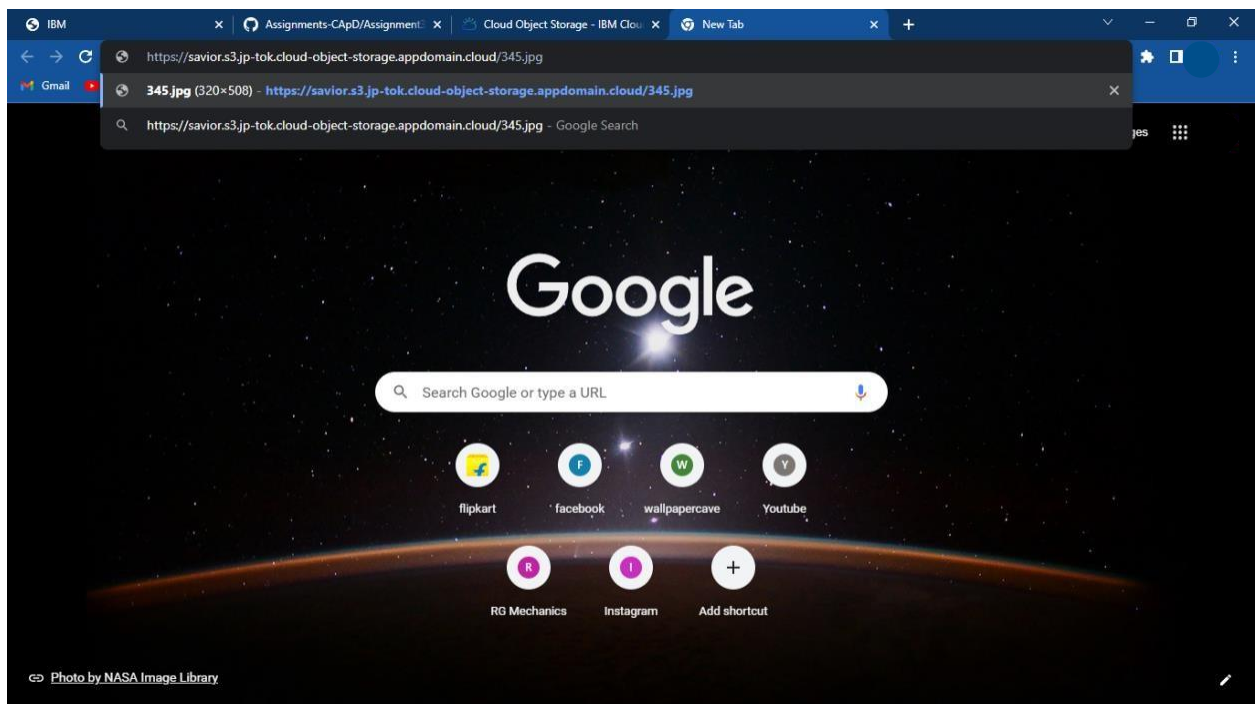 IBM
Assignments-CApD/Assignment
Cloud Object Storage - IBM Clou
New Tab
https://savior.s3.jp-tok.cloud-object-storage.appdomain.cloud/345.jpg
Gmail
345.jpg (320×508) - https://savior.s3.jp-tok.cloud-object-storage.appdomain.cloud/345.jpg
https://savior.s3.jp-tok.cloud-object-storage.appdomain.cloud/345.jpg - Google Search
ges
Google
Search Google or type a URL
F
W
Y
flipkart
facebook
wallpapercave
Youtube
R
I
RG Mechanics
Instagram
Add shortcut
Photo by NASA Image Library